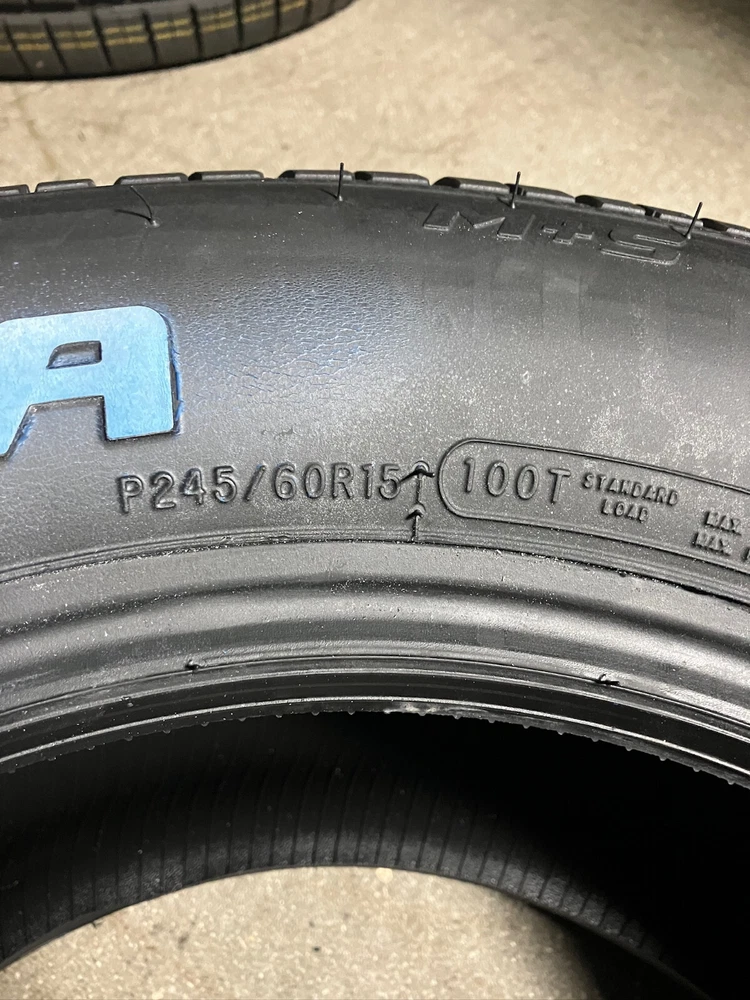 M+S
A
P245/60R15 100T STANDARD
LOAD
MAX.
MAX.